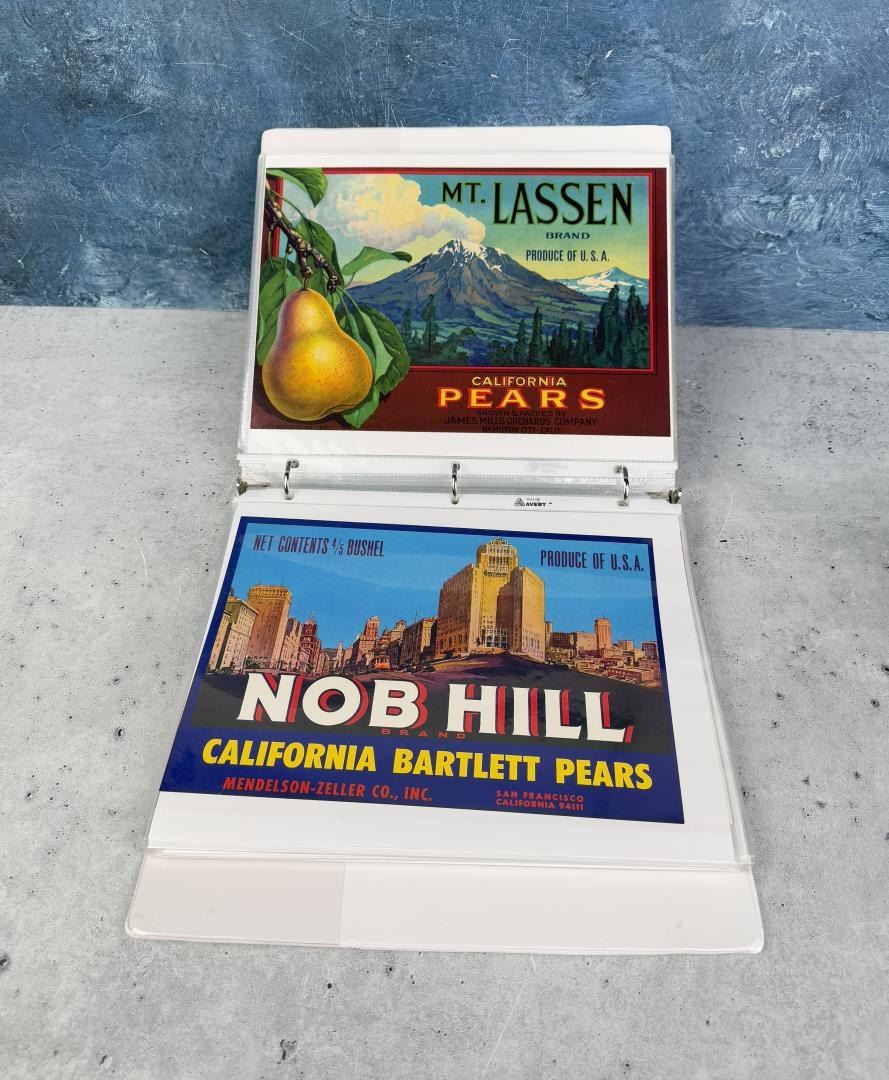 MT. LASSEN
BRAND
PRODUCE OF U. S. A.
CALIFORNIA
PEARS
GROWN & PACKED BY
JAMES MILLS ORCHARDS COMPANY
HAMILTON CITY, CALIF.
AVERY
NET CONTENTS 4/5 BUSHEL
PRODUCE OF U.S.A.
NOB HILL
BRAND
CALIFORNIA BARTLETT PEARS
MENDELSON-ZELLER CO., INC.
SAN FRANCISCO
CALIFORNIA 94111